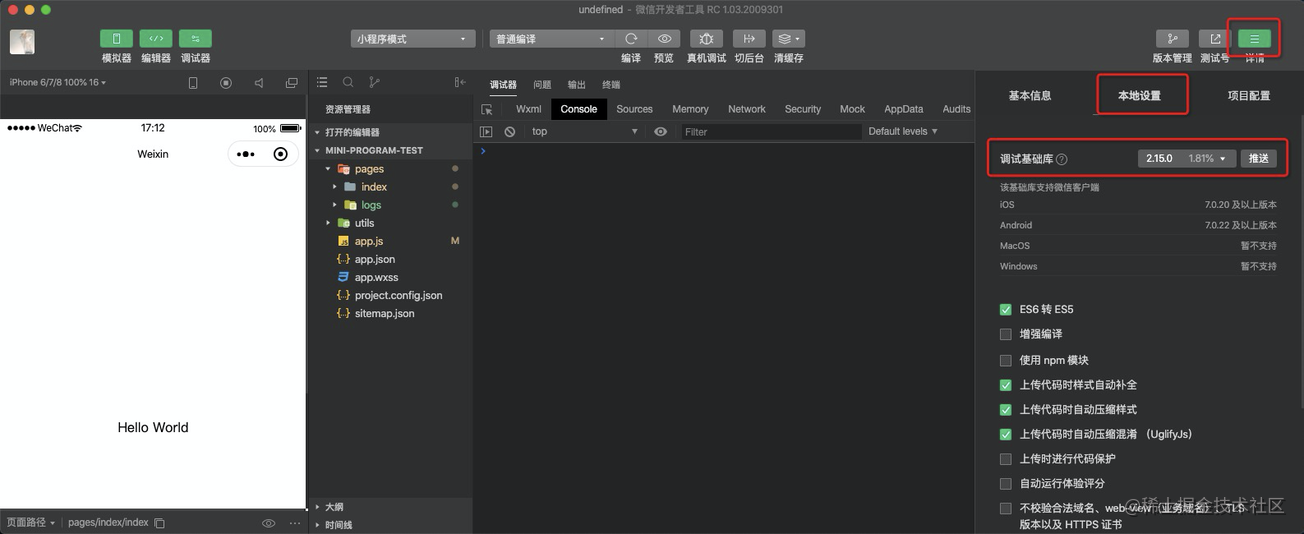 undefined - 微信开发者工具 RC 1.03.2009301
小程序模式 普通编译
模拟器 编辑器 调试器 编译 预览 真机调试 切后台 清缓存 版本管理 测试号 详情
iPhone 6/7/8 100% 16
WeChat 17:12 100%
Weixin
Hello World
页面路径 pages/index/index
资源管理器
打开的编辑器
MINI-PROGRAM-TEST
pages
index
logs
utils
app.js M
app.json
app.wxss
project.config.json
sitemap.json
大纲
时间线
调试器 问题 输出 终端
Wxml Console Sources Memory Network Security Mock AppData Audits
top Filter Default levels
基本信息 本地设置 项目配置
调试基础库 2.15.0 1.81% 推送
该基础库支持微信客户端
iOS 7.0.20 及以上版本
Android 7.0.22 及以上版本
MacOS 暂不支持
Windows 暂不支持
ES6 转 ES5
增强编译
使用 npm 模块
上传代码时样式自动补全
上传代码时自动压缩样式
上传代码时自动压缩混淆 （UglifyJs）
上传时进行代码保护
自动运行体验评分
不校验合法域名、web-view（业务域名）、TLS
版本以及 HTTPS 证书
@稀土掘金技术社区